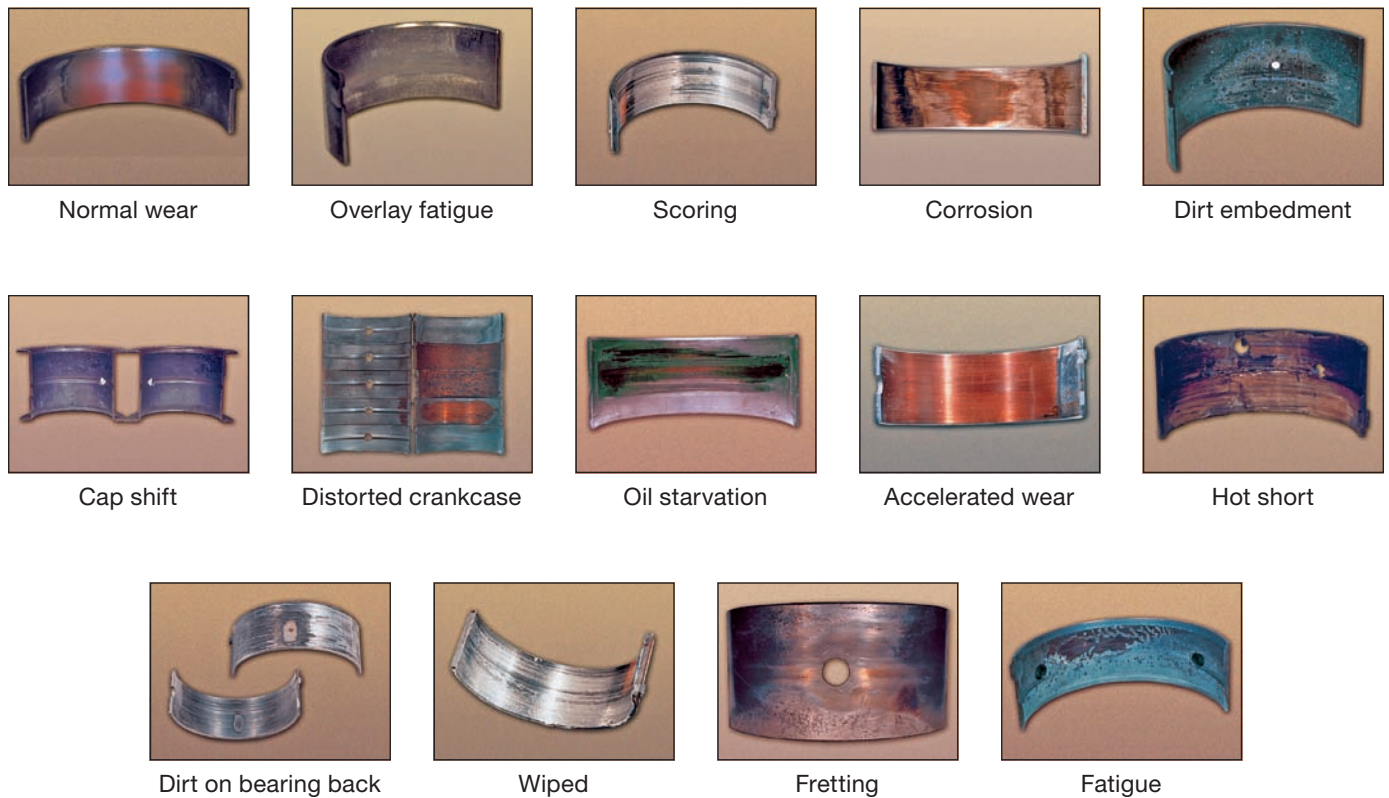 Normal wear
Overlay fatigue
Scoring
Corrosion
Dirt embedment
Cap shift
Distorted crankcase
Oil starvation
Accelerated wear
Hot short
Dirt on bearing back
Wiped
Fretting
Fatigue